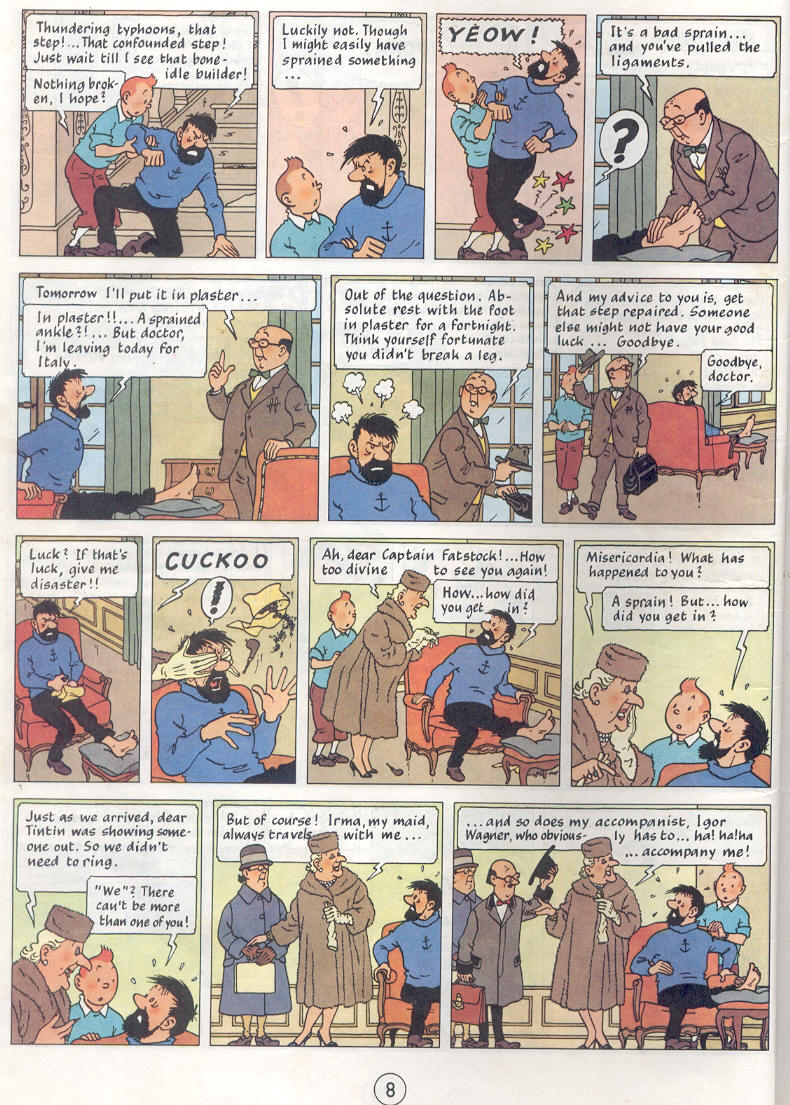 Thundering typhoons, that
step!...That confounded step!
Just wait till I see that bone-
idle builder!
Nothing brok-
en, I hope?
Luckily not. Though
I might easily have
sprained something
...
YEOW!
It's a bad sprain...
and you've pulled the
ligaments.
?
Tomorrow I'll put it in plaster...
In plaster!!... A sprained
ankle?!... But doctor,
I'm leaving today for
Italy.
Out of the question. Ab-
solute rest with the foot
in plaster for a fortnight.
Think yourself fortunate
you didn't break a leg.
And my advice to you is, get
that step repaired. Someone
else might not have your good
luck ... Goodbye.
Goodbye,
doctor.
Luck? If that's
luck, give me
disaster!!
CUCKOO
!
Ah, dear Captain Fatstock!...How
too divine to see you again!
How...how did
you get in?
Misericordia! What has
happened to you?
A sprain! But...how
did you get in?
Just as we arrived, dear
Tintin was showing some-
one out. So we didn't
need to ring.
"We"? There
can't be more
than one of you!
But of course! Irma, my maid,
always travels with me...
...and so does my accompanist, Igor
Wagner, who obvious- ly has to... ha! ha! ha
... accompany me!
8